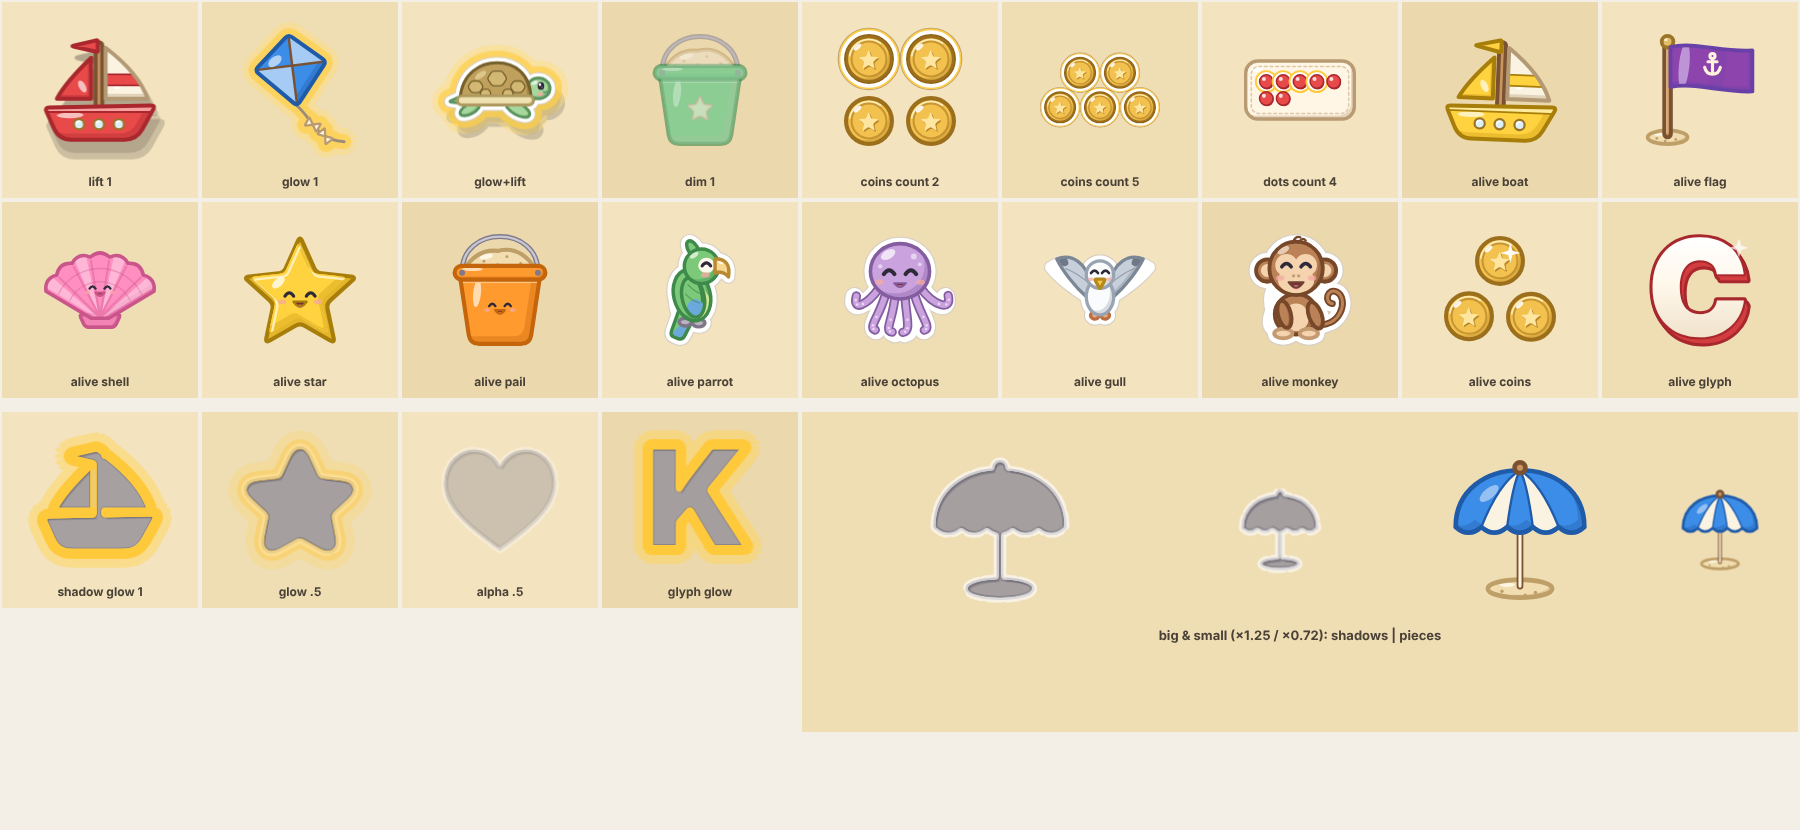 lift 1
glow 1
glow+lift
dim 1
coins count 2
coins count 5
dots count 4
alive boat
alive flag
alive shell
alive star
alive pail
alive parrot
alive octopus
alive gull
alive monkey
alive coins
C
alive glyph
shadow glow 1
glow .5
alpha .5
K
glyph glow
big & small (×1.25 / ×0.72): shadows | pieces